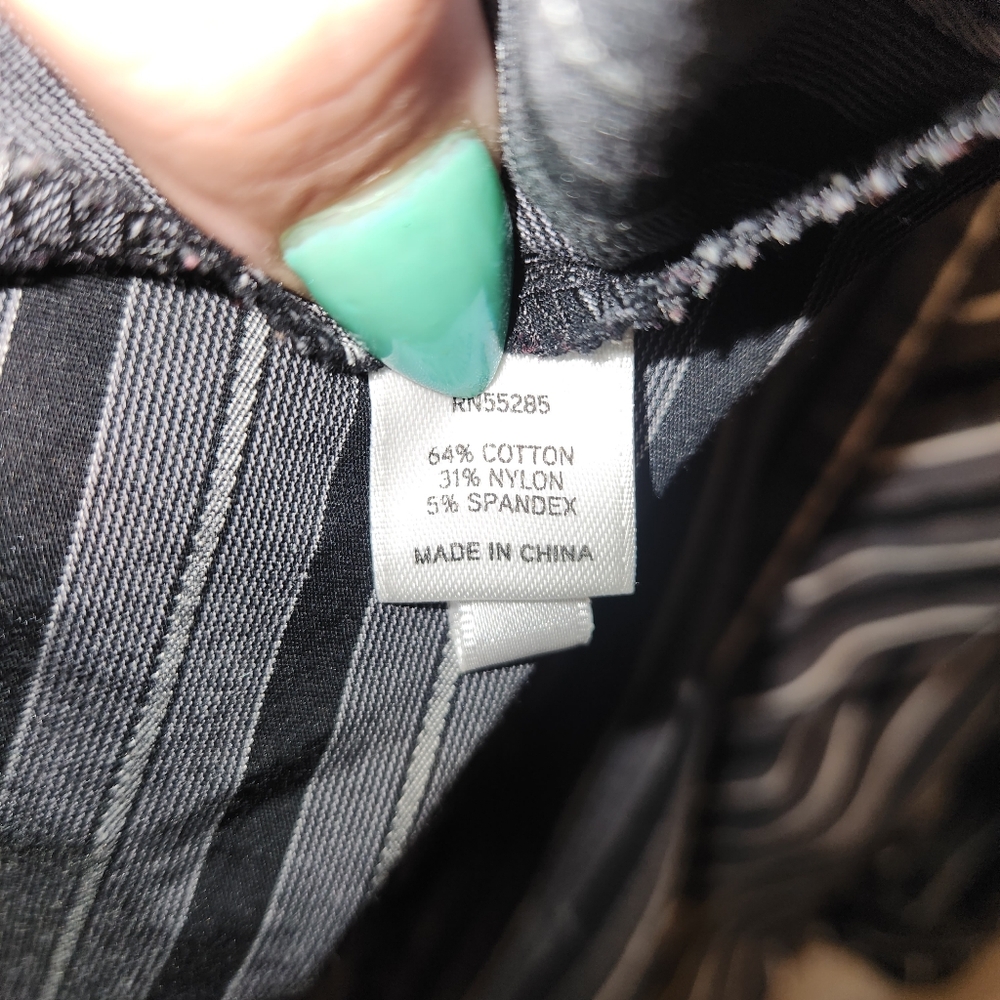 RN55285
64% COTTON
31% NYLON
5% SPANDEX
MADE IN CHINA